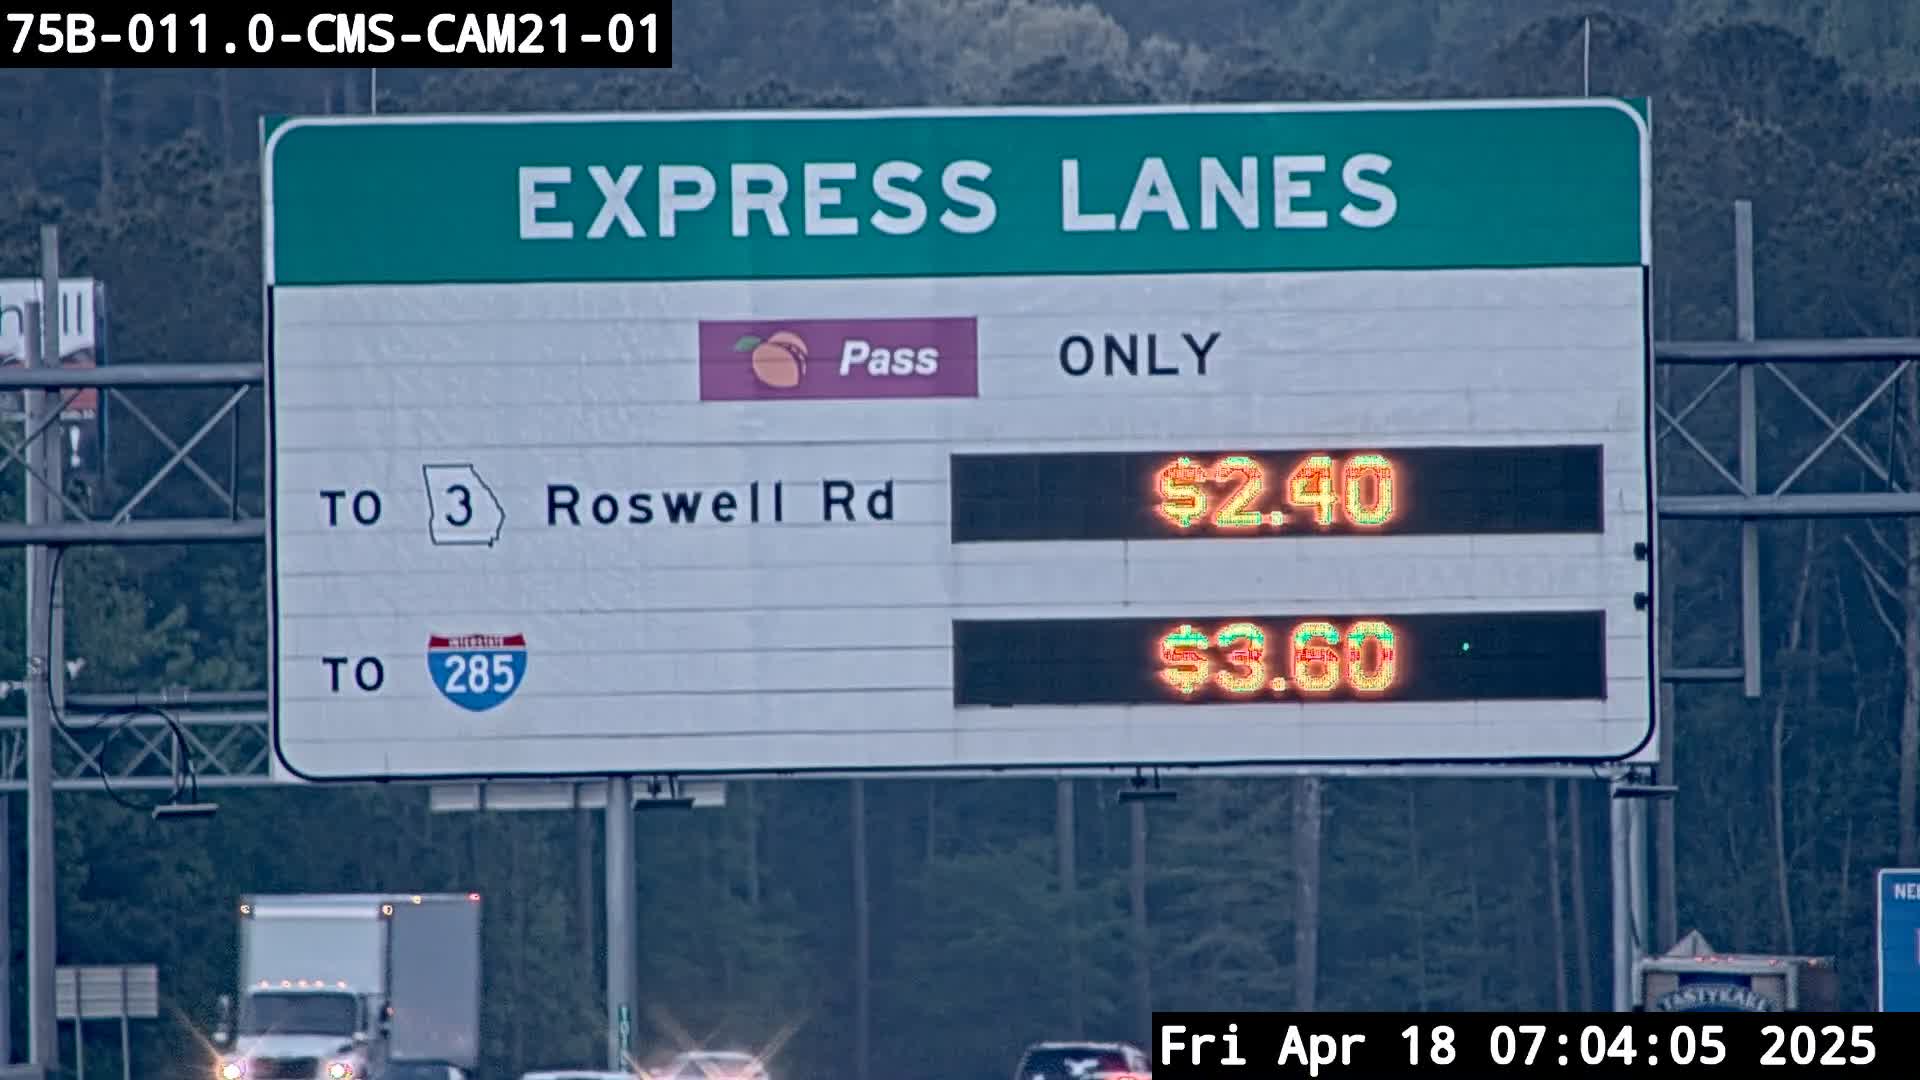 75B-011.0-CMS-CAM21-01
EXPRESS LANES
Pass ONLY
TO 3 Roswell Rd $2.40
TO INTERSTATE 285 $3.60
TASTYKAKE
Fri Apr 18 07:04:05 2025